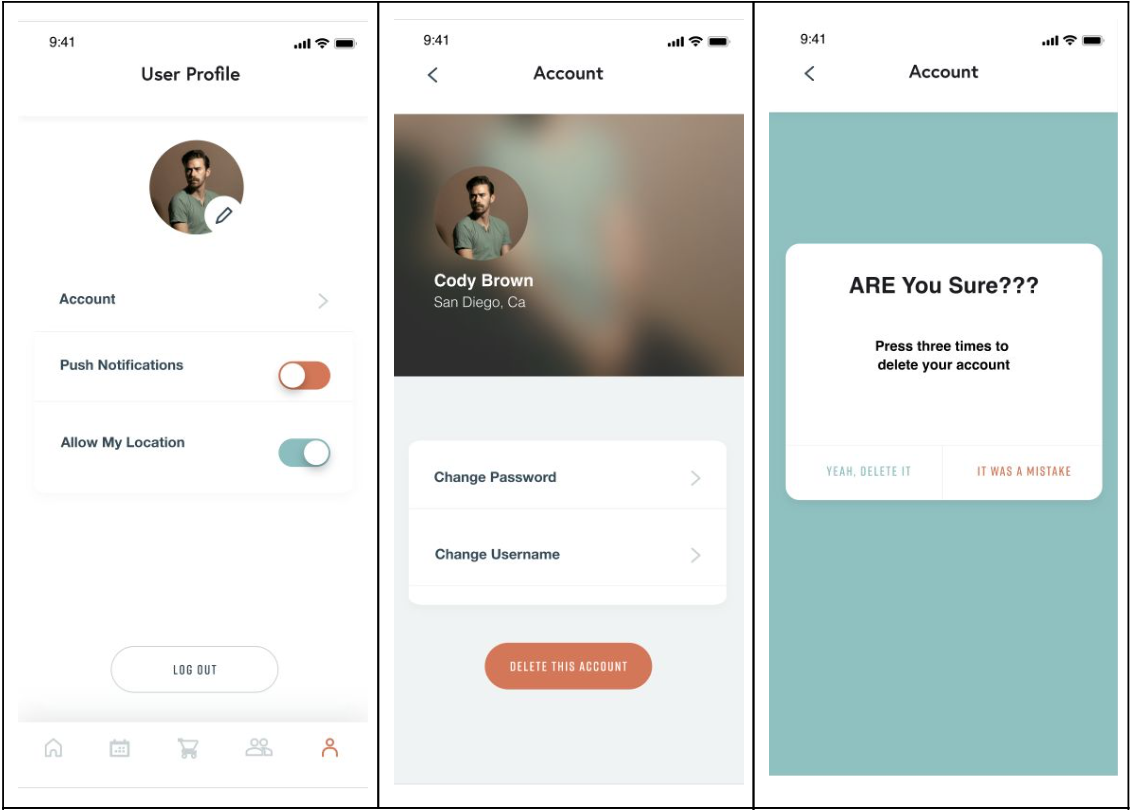 9:41
User Profile
Account
Push Notifications
Allow My Location
LOG OUT
9:41
Account
Cody Brown
San Diego, Ca
Change Password
Change Username
DELETE THIS ACCOUNT
9:41
Account
ARE You Sure???
Press three times to
delete your account
YEAH, DELETE IT
IT WAS A MISTAKE